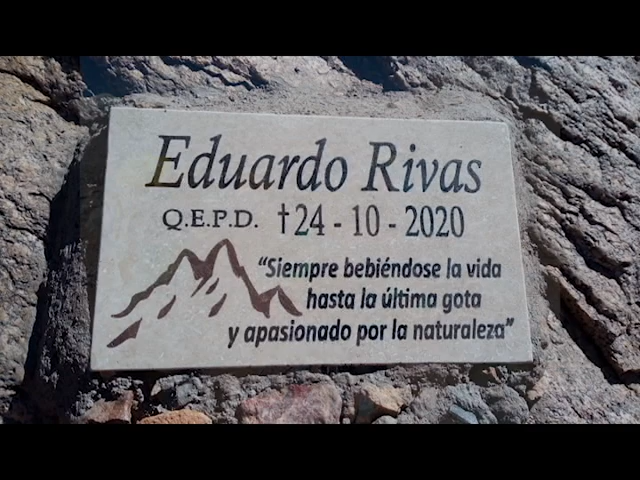 Eduardo Rivas
Q.E.P.D. †24 - 10 - 2020
“Siempre bebiéndose la vida
hasta la última gota
y apasionado por la naturaleza”